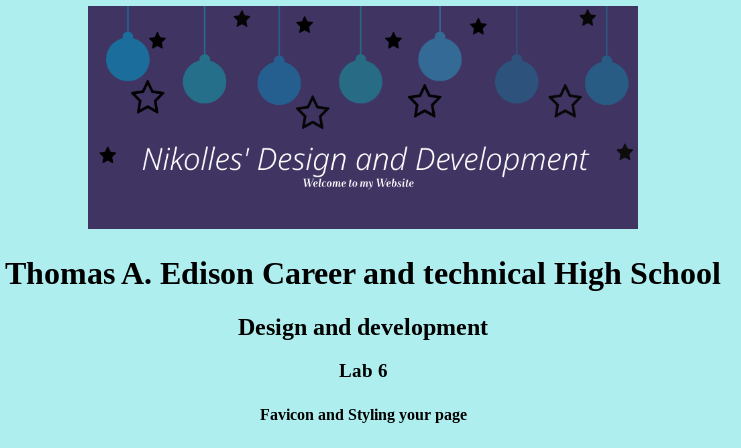 Nikolles' Design and Development
Welcome to my Website
Thomas A. Edison Career and technical High School
Design and development
Lab 6
Favicon and Styling your page